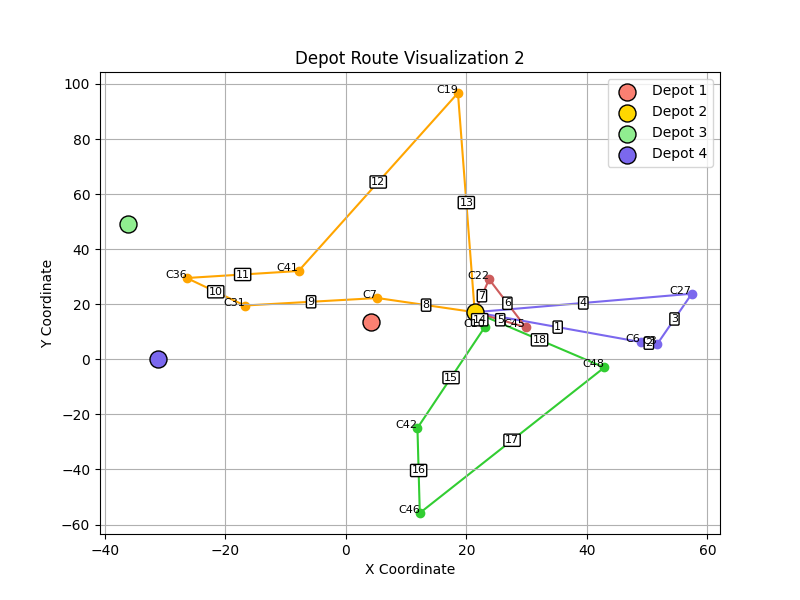 Depot Route Visualization 2
Depot 1
Depot 2
Depot 3
Depot 4
Y Coordinate
100
80
60
40
20
0
−20
−40
−60
−40
−20
0
20
40
60
X Coordinate
C19
12
13
C36
11
C41
10
C31
9
C7
8
C22
7
6
4
C27
14
5
C45
1
C6
2
3
18
C48
15
C42
16
17
C46